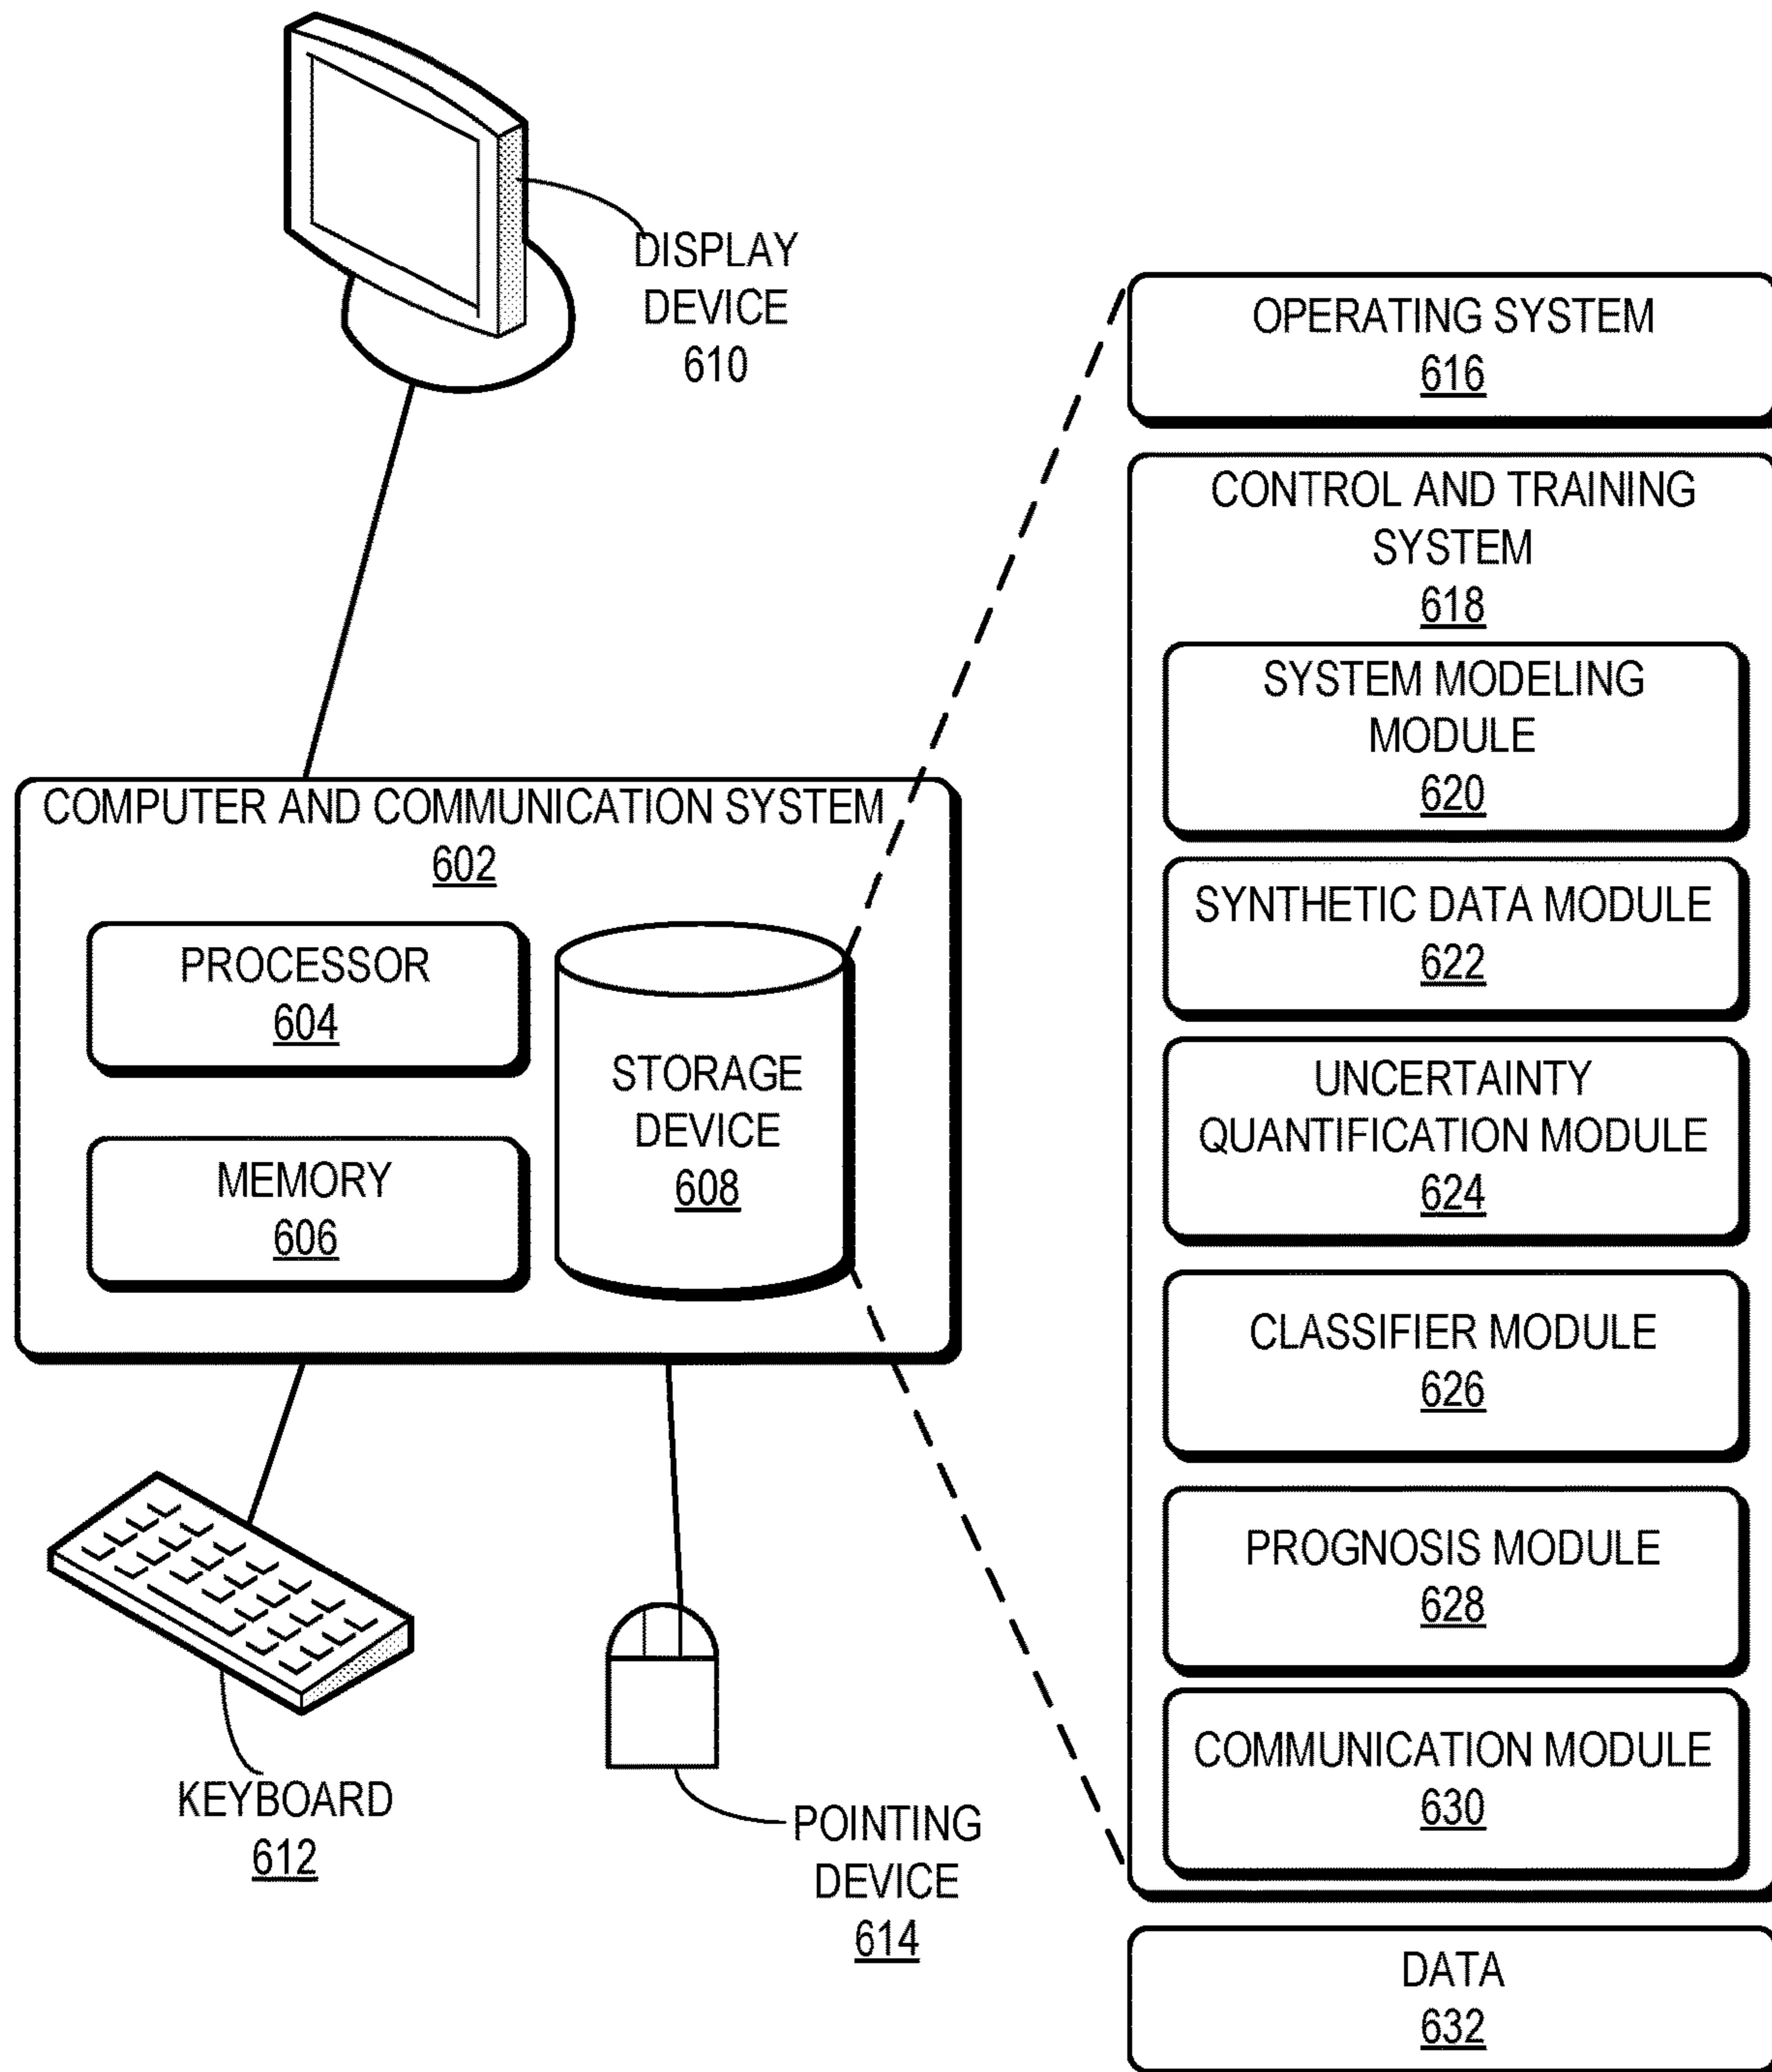 DISPLAY
DEVICE
610
COMPUTER AND COMMUNICATION SYSTEM
602
PROCESSOR
604
MEMORY
606
STORAGE
DEVICE
608
KEYBOARD
612
POINTING
DEVICE
614
OPERATING SYSTEM
616
CONTROL AND TRAINING
SYSTEM
618
SYSTEM MODELING
MODULE
620
SYNTHETIC DATA MODULE
622
UNCERTAINTY
QUANTIFICATION MODULE
624
CLASSIFIER MODULE
626
PROGNOSIS MODULE
628
COMMUNICATION MODULE
630
DATA
632